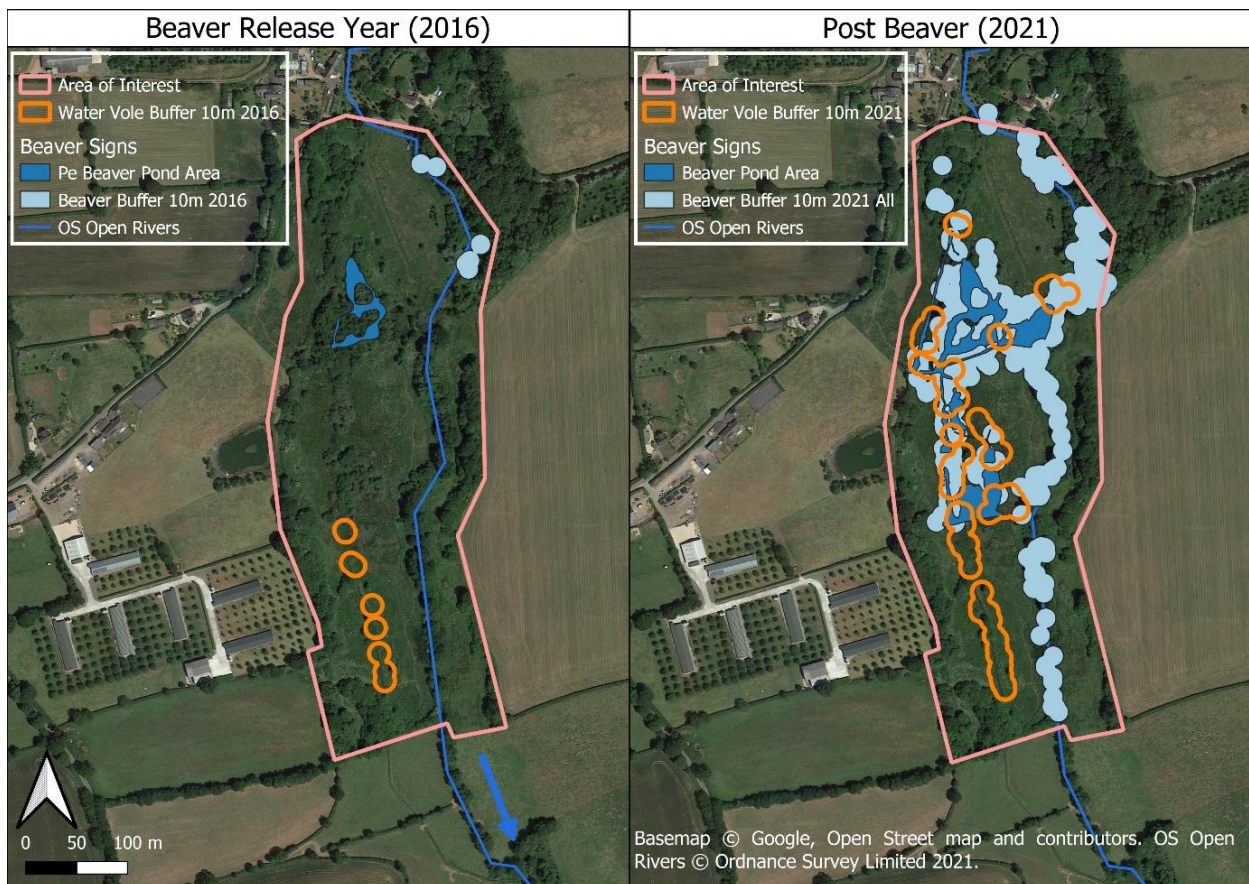 Beaver Release Year (2016)
Area of Interest
Water Vole Buffer 10m 2016
Beaver Signs
Pe Beaver Pond Area
Beaver Buffer 10m 2016
OS Open Rivers
0 50 100 m
Post Beaver (2021)
Area of Interest
Water Vole Buffer 10m 2021
Beaver Signs
Beaver Pond Area
Beaver Buffer 10m 2021 All
OS Open Rivers
Basemap © Google, Open Street map and contributors. OS Open
Rivers © Ordnance Survey Limited 2021.